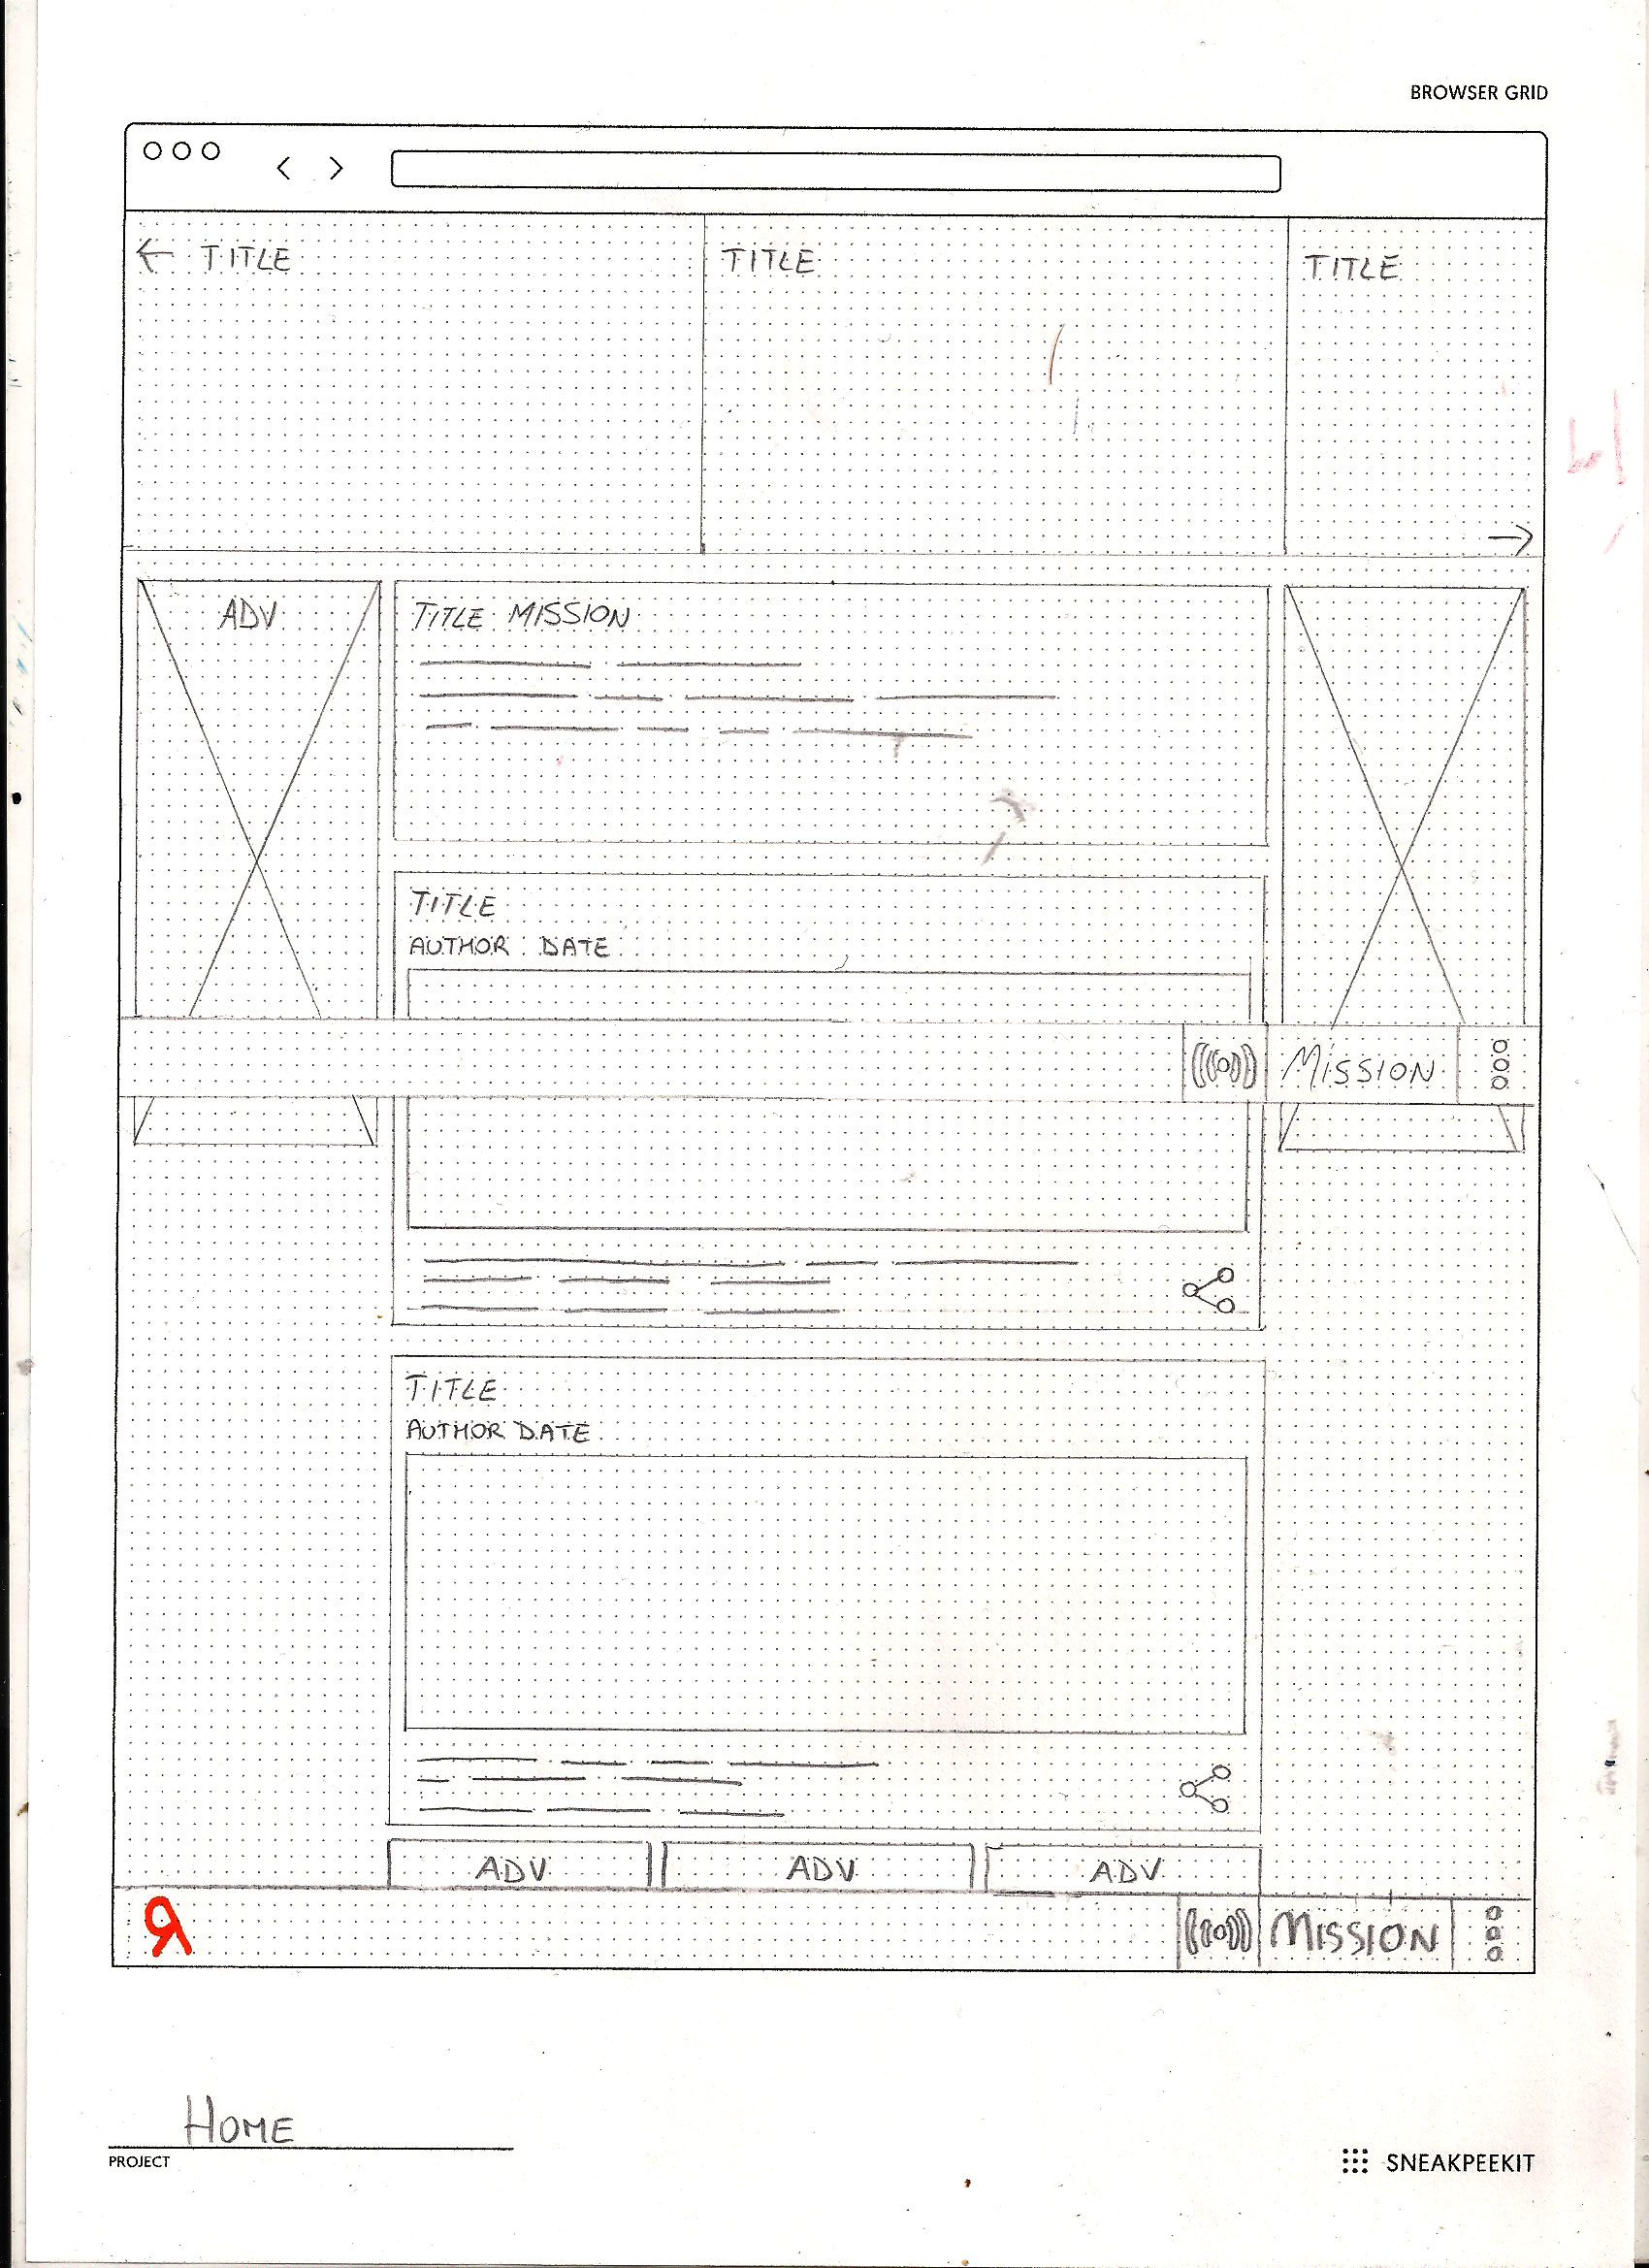 BROWSER GRID
TITLE TITLE TITLE
ADV
TITLE MISSION
TITLE
AUTHOR DATE
MISSION
TITLE
AUTHOR DATE
ADV ADV ADV
MISSION
HOME
PROJECT
SNEAKPEEKIT